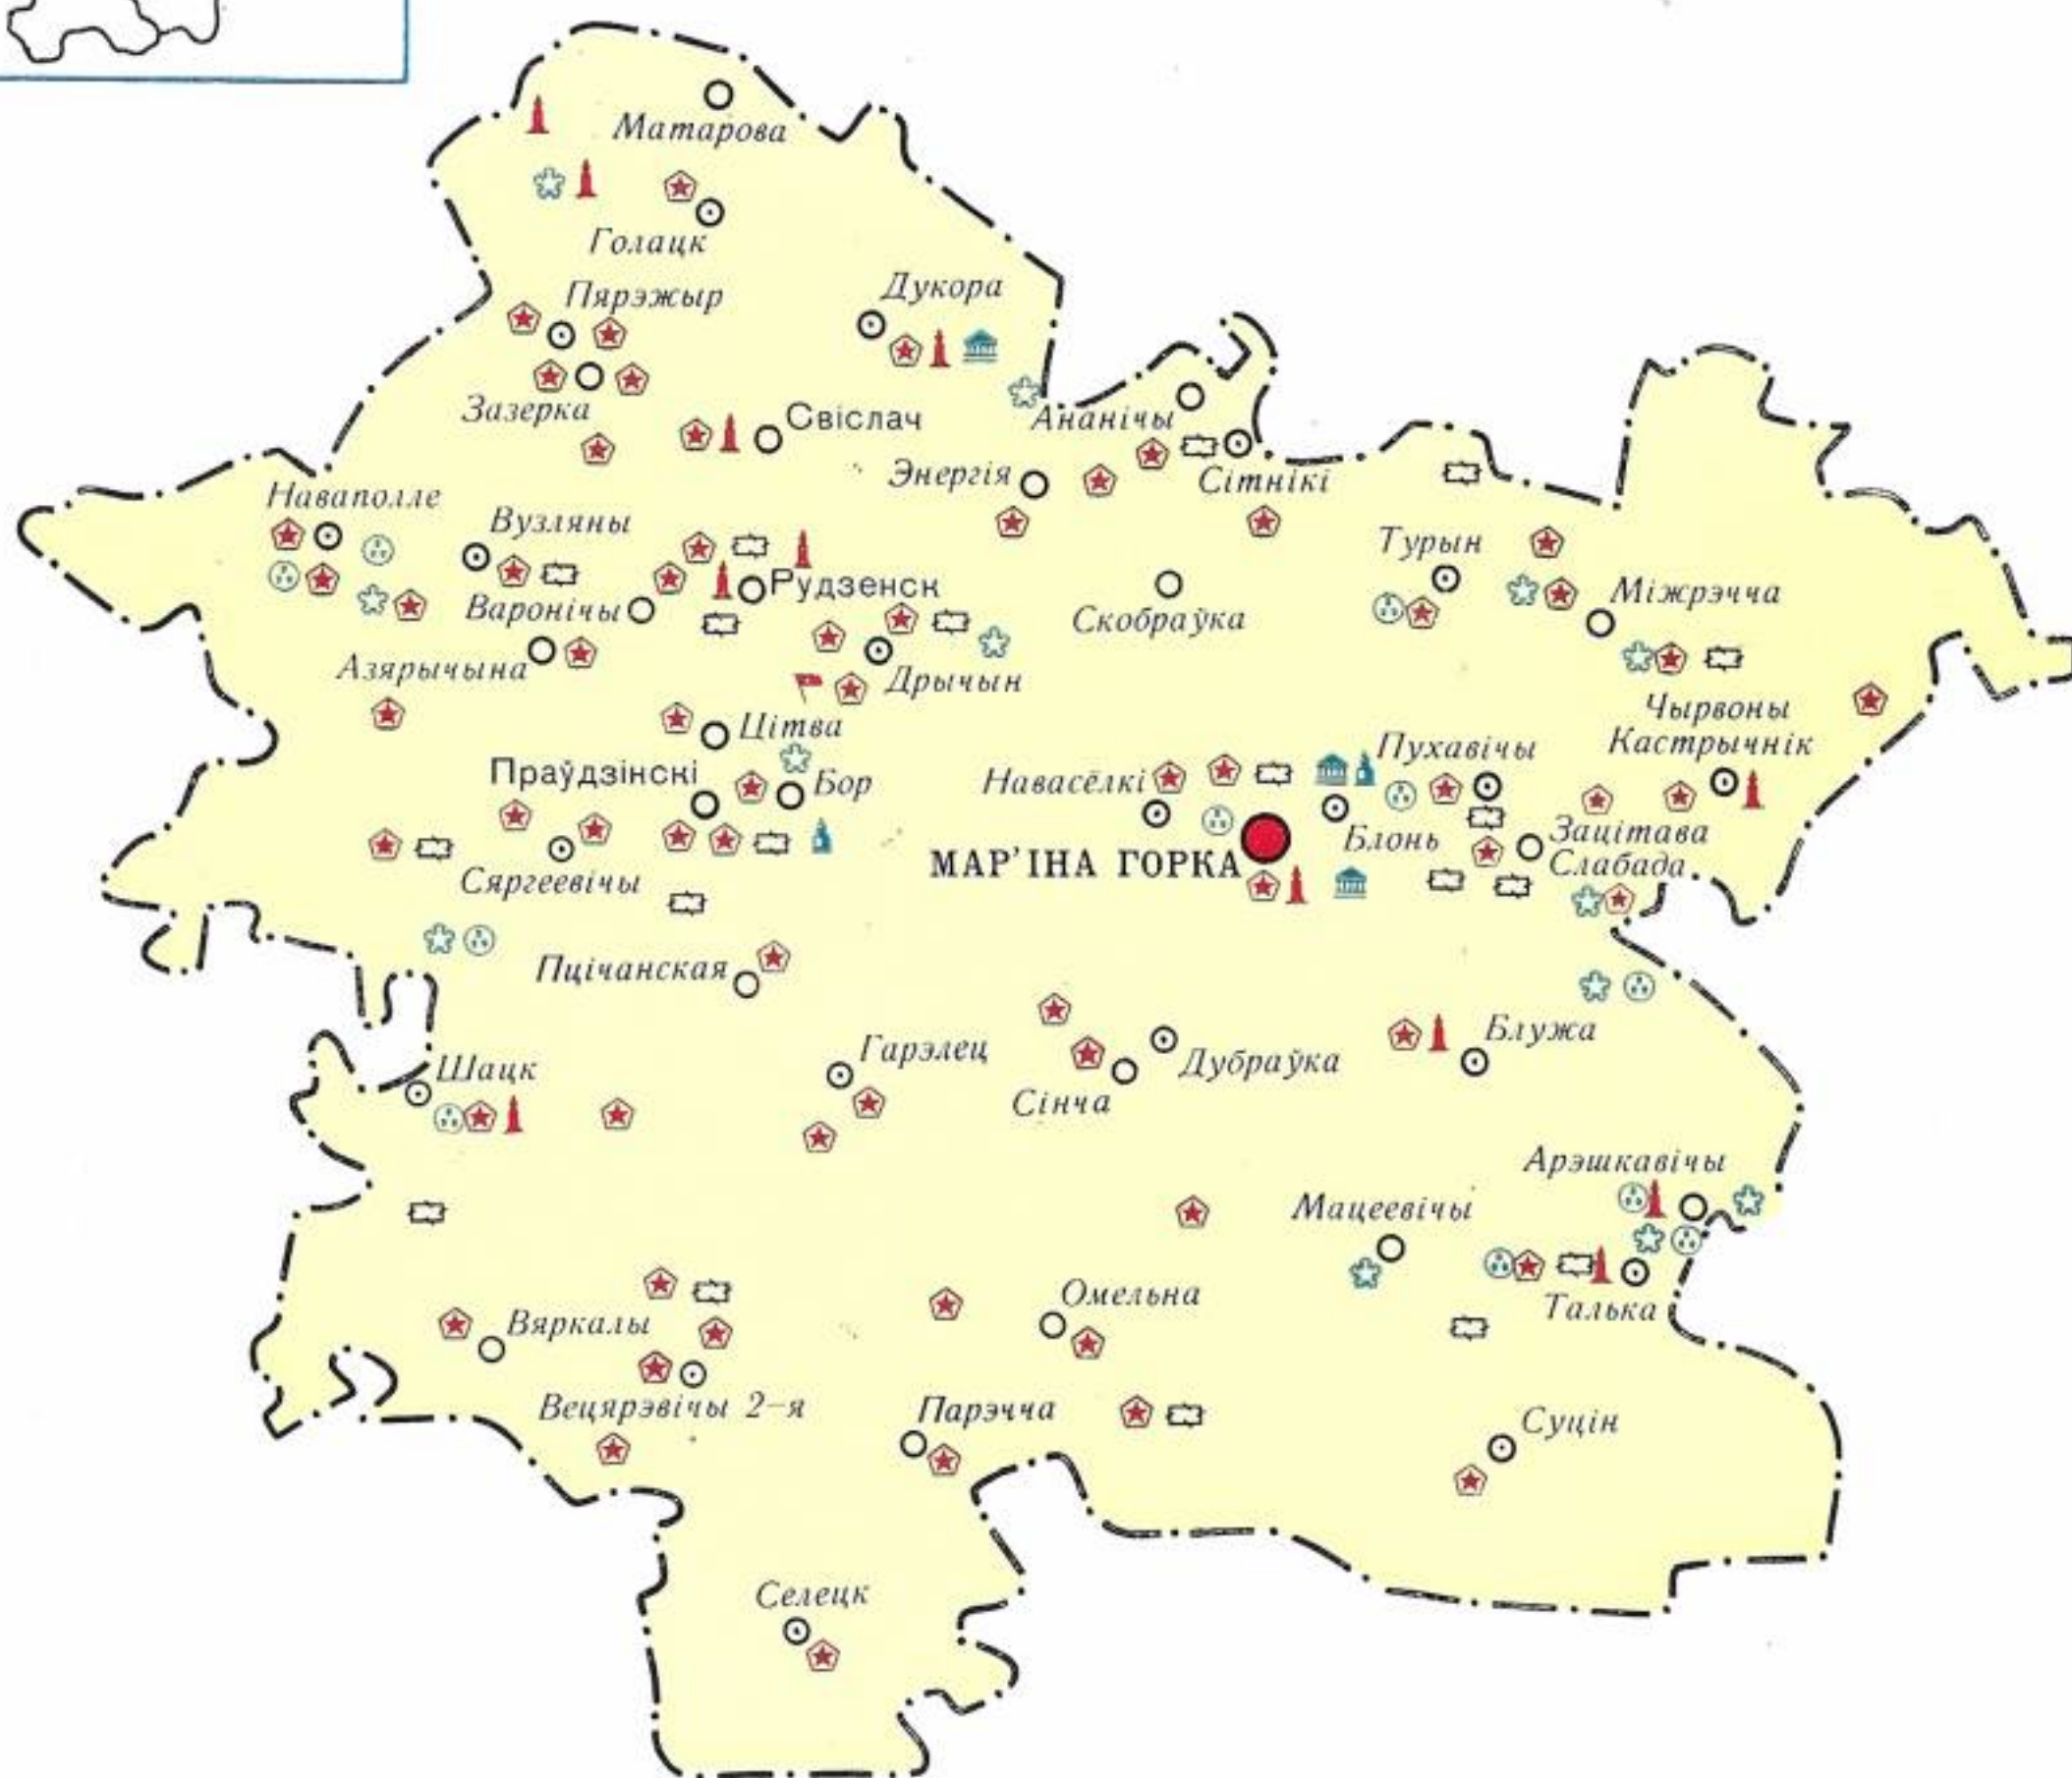 Матарова
Голацк
Пярэжыр
Дукора
Зазерка
Свіслач
Ананічы
Энергія
Сітнікі
Наваполле
Вузляны
Турын
Варонічы
Рудзенск
Скобраўка
Міжрэчча
Азярычына
Дрычын
Чырвоны
Кастрычнік
Цітва
Праўдзінскі
Бор
Навасёлкі
Пухавічы
МАР’ІНА ГОРКА
Блонь
Зацітава
Слабада
Сяргеевічы
Пцічанская
Шацк
Гарэлец
Сінча
Дубраўка
Блужа
Арэшкавічы
Мацеевічы
Талька
Вяркалы
Омельна
Вецярэвічы 2-я
Парэчча
Суцін
Селецк